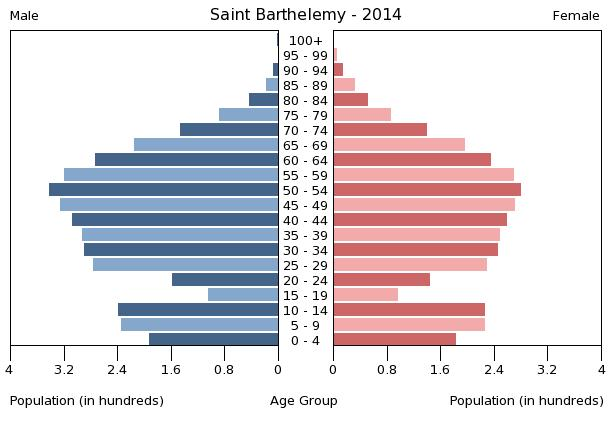 Saint Barthelemy - 2014
Male
Female
100+
95 - 99
90 - 94
85 - 89
80 - 84
75 - 79
70 - 74
65 - 69
60 - 64
55 - 59
50 - 54
45 - 49
40 - 44
35 - 39
30 - 34
25 - 29
20 - 24
15 - 19
10 - 14
5 - 9
0 - 4
4 3.2 2.4 1.6 0.8 0 0 0.8 1.6 2.4 3.2 4
Population (in hundreds) Age Group Population (in hundreds)